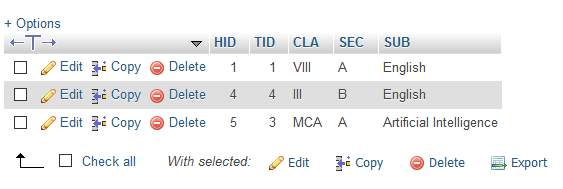 + Options
HID TID CLA SEC SUB
Edit Copy Delete 1 1 VIII A English
Edit Copy Delete 4 4 III B English
Edit Copy Delete 5 3 MCA A Artificial Intelligence
Check all With selected: Edit Copy Delete Export